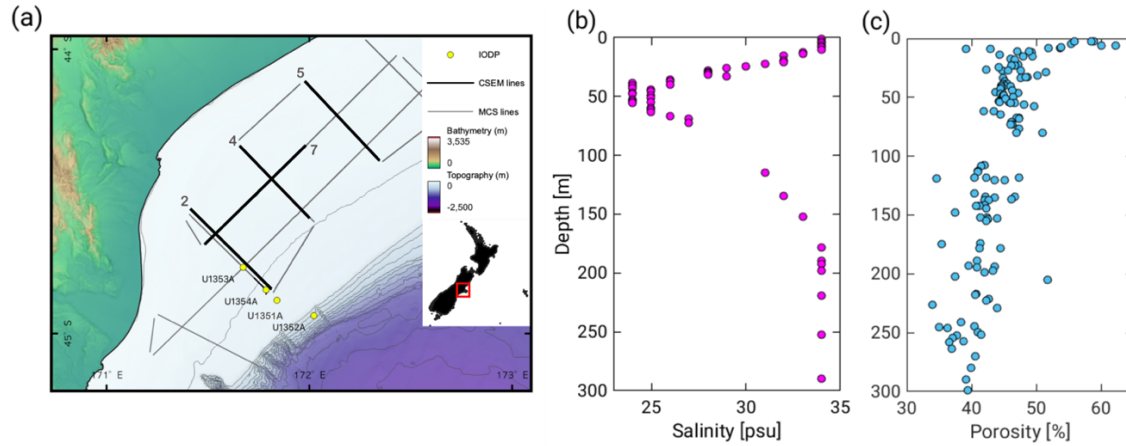 (a)
44° S
45° S
171° E
172° E
173° E
5
4
7
2
U1353A
U1354A
U1351A
U1352A
IODP
CSEM lines
MCS lines
Bathymetry (m)
3,535
0
Topography (m)
0
-2,500
(b)
0
50
100
150
200
250
300
Depth [m]
25
30
35
Salinity [psu]
(c)
0
50
100
150
200
250
300
30
40
50
60
Porosity [%]